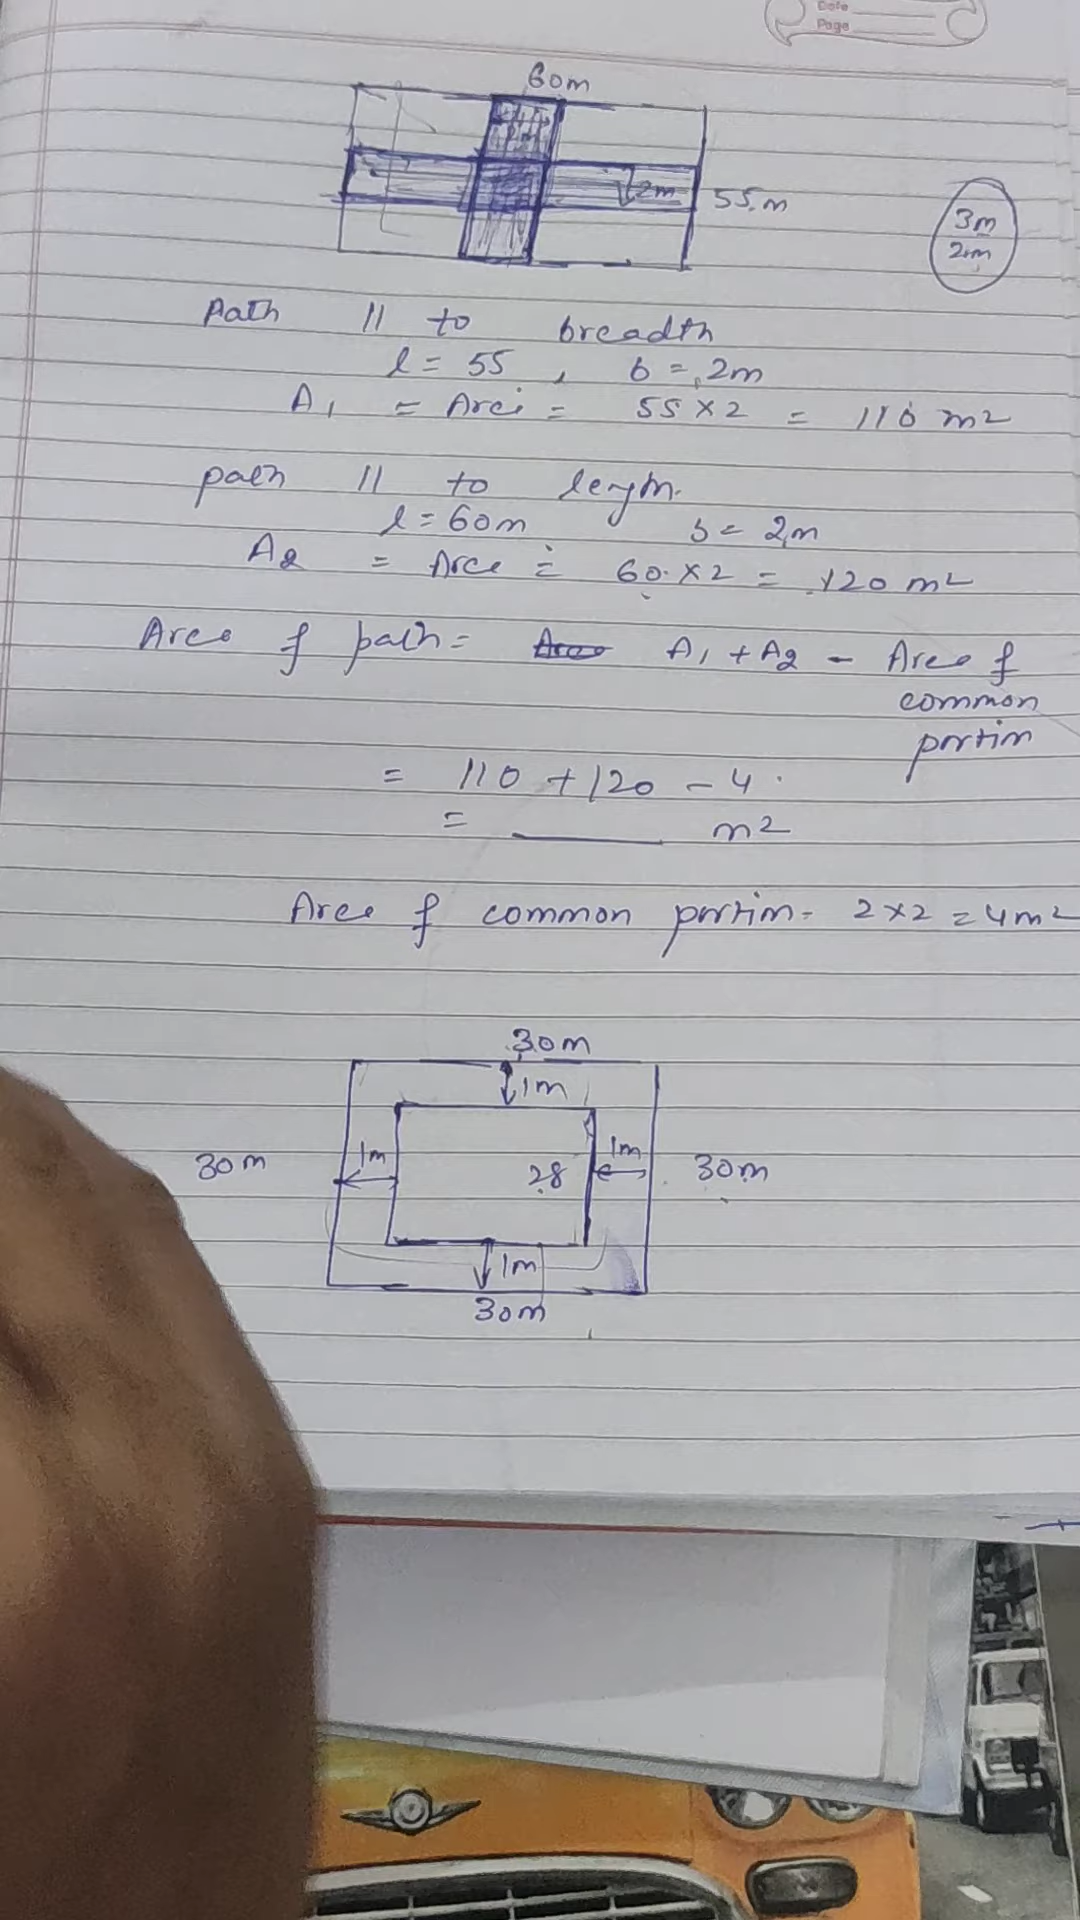 Date
Page
60m
2m
2m
55m
3m
2m
Path || to breadth
l = 55, b = 2m
A1 = Area = 55 × 2 = 110 m2
path || to length
l = 60m b = 2m
A2 = Area = 60 × 2 = 120 m2
Area of path = A1 + A2 - Area of
common
portion
= 110 + 120 - 4
= ______ m2
Area of common portion = 2×2 = 4m2
30m
1m
30m 1m 28 1m 30m
1m
30m